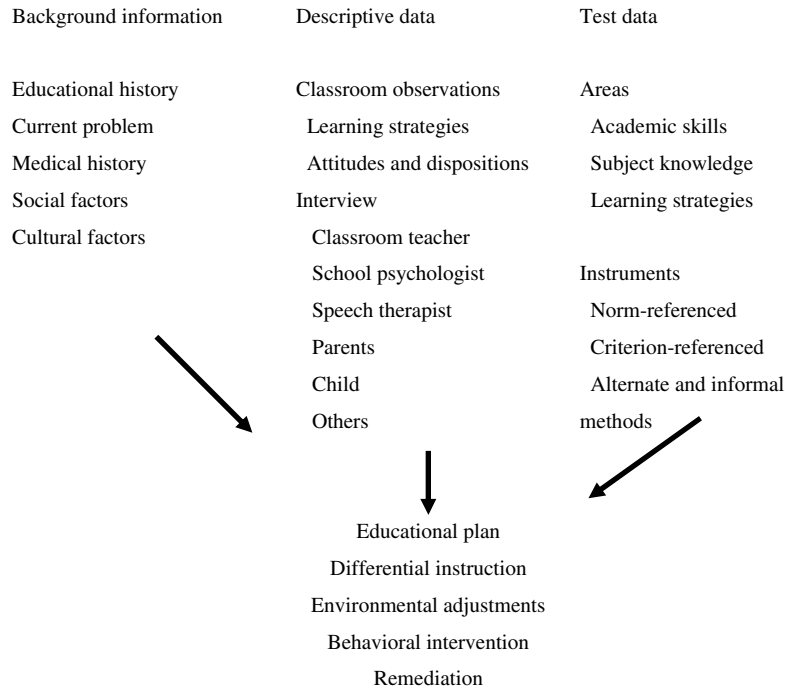 Background information
Educational history
Current problem
Medical history
Social factors
Cultural factors
Descriptive data
Classroom observations
Learning strategies
Attitudes and dispositions
Interview
Classroom teacher
School psychologist
Speech therapist
Parents
Child
Others
Test data
Areas
Academic skills
Subject knowledge
Learning strategies
Instruments
Norm-referenced
Criterion-referenced
Alternate and informal
methods
Educational plan
Differential instruction
Environmental adjustments
Behavioral intervention
Remediation